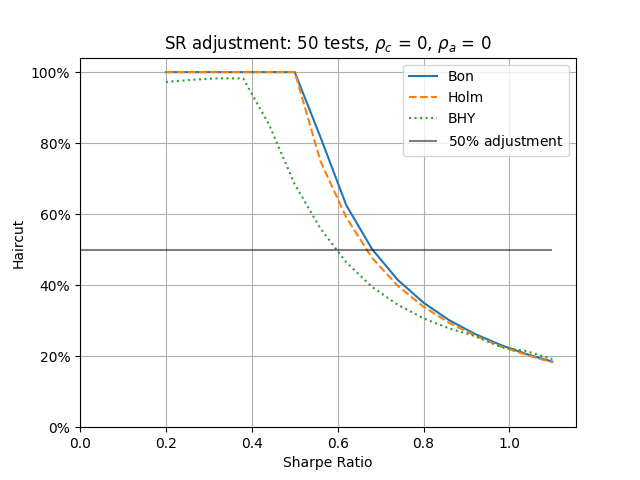 SR adjustment: 50 tests, ρc = 0, ρa = 0
Bon
Holm
BHY
50% adjustment
100%
80%
60%
40%
20%
0%
Haircut
0.0 0.2 0.4 0.6 0.8 1.0
Sharpe Ratio